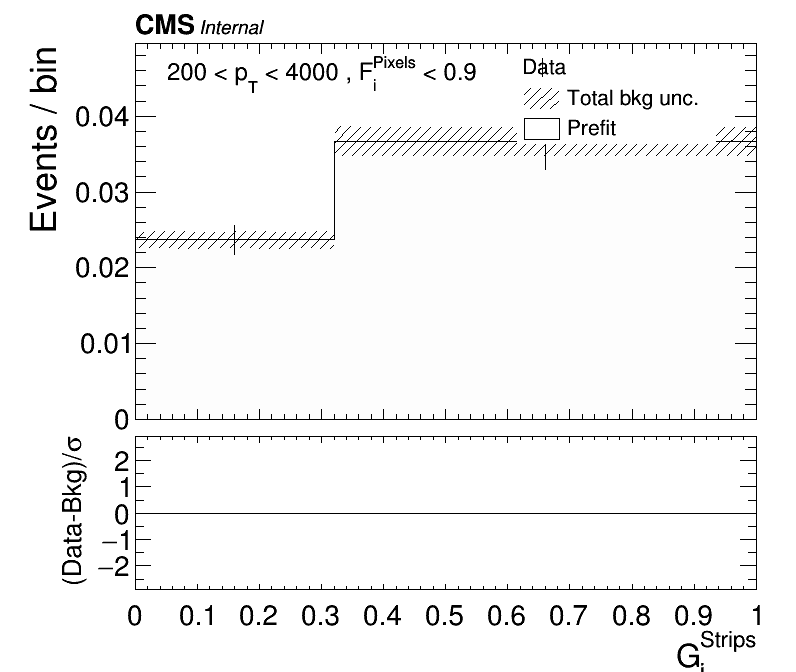 CMS Internal
200 < p_T < 4000 , F_i^Pixels < 0.9
Data
Total bkg unc.
Prefit
Events / bin
0.04
0.03
0.02
0.01
0
(Data-Bkg)/σ
2
1
0
−1
−2
0 0.1 0.2 0.3 0.4 0.5 0.6 0.7 0.8 0.9 1
G_i^Strips